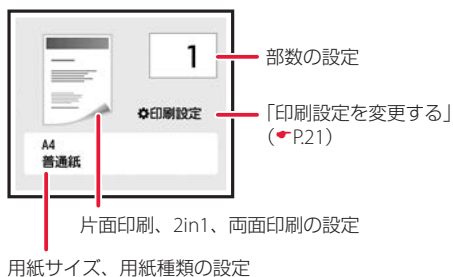 1
部数の設定
印刷設定
「印刷設定を変更する」
(☛P.21)
A4
普通紙
片面印刷、2in1、両面印刷の設定
用紙サイズ、用紙種類の設定